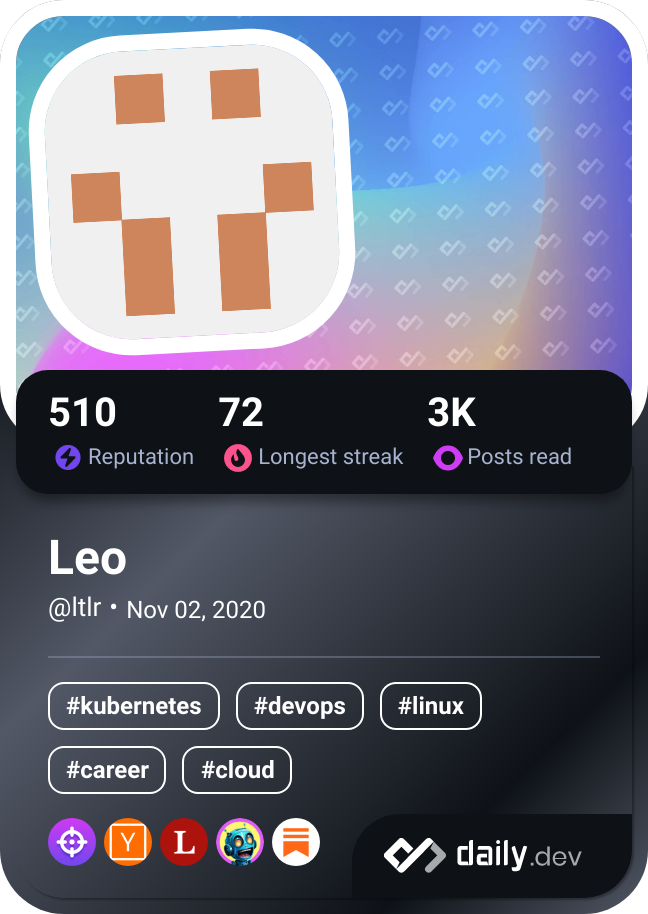 510 72 3K
Reputation Longest streak Posts read
Leo
@ltlr • Nov 02, 2020
#kubernetes #devops #linux
#career #cloud
Y L
daily.dev